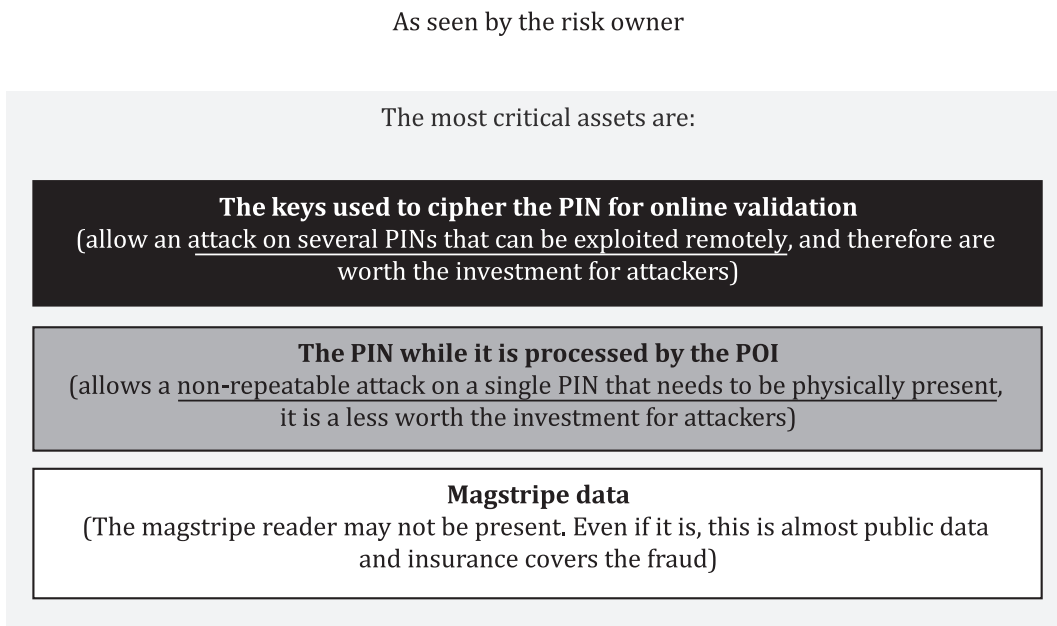 As seen by the risk owner
The most critical assets are:
The keys used to cipher the PIN for online validation
(allow an attack on several PINs that can be exploited remotely, and therefore are
worth the investment for attackers)
The PIN while it is processed by the POI
(allows a non-repeatable attack on a single PIN that needs to be physically present,
it is a less worth the investment for attackers)
Magstripe data
(The magstripe reader may not be present. Even if it is, this is almost public data
and insurance covers the fraud)